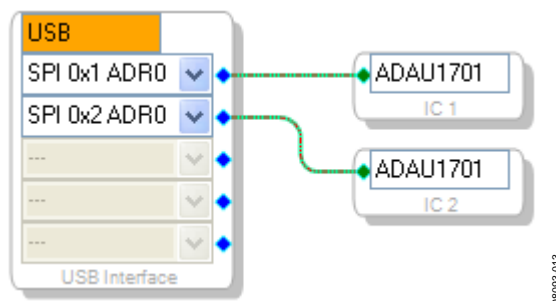 USB
SPI 0x1 ADR0
SPI 0x2 ADR0
---
---
---
USB Interface
ADAU1701
IC 1
ADAU1701
IC 2